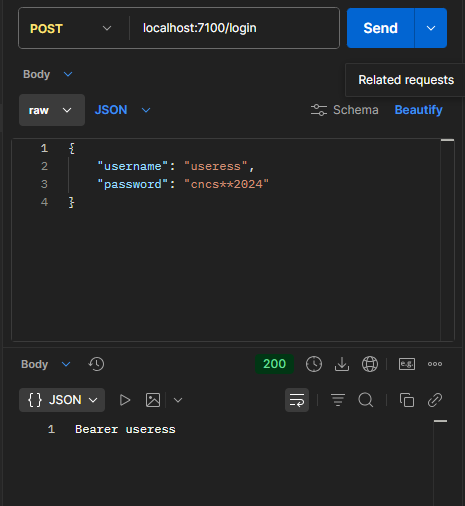 POST localhost:7100/login Send
Body
Related requests
raw JSON Schema Beautify
1 {
2 "username": "useress",
3 "password": "cncs**2024"
4 }
Body 200 e.g.
{} JSON
1 Bearer useress